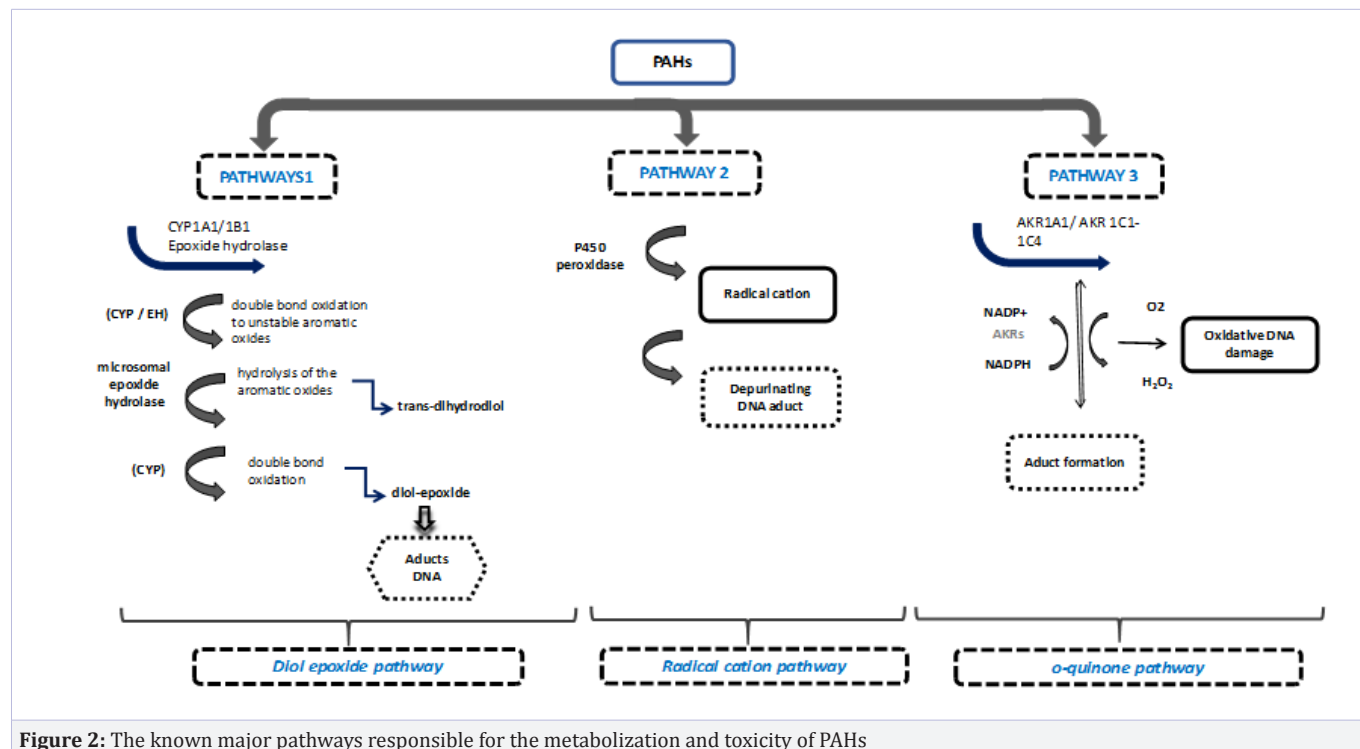 PAHs
PATHWAYS1
CYP1A1/1B1
Epoxide hydrolase
(CYP / EH)
double bond oxidation
to unstable aromatic
oxides
microsomal
epoxide
hydrolase
hydrolysis of the
aromatic oxides
trans-dihydrodiol
(CYP)
double bond
oxidation
diol-epoxide
Aducts
DNA
Diol epoxide pathway
PATHWAY 2
P450
peroxidase
Radical cation
Depurinating
DNA aduct
Radical cation pathway
PATHWAY 3
AKR1A1/ AKR 1C1-
1C4
NADP+
AKRs
NADPH
O2
H₂O₂
Oxidative DNA
damage
Aduct formation
o-quinone pathway
Figure 2: The known major pathways responsible for the metabolization and toxicity of PAHs